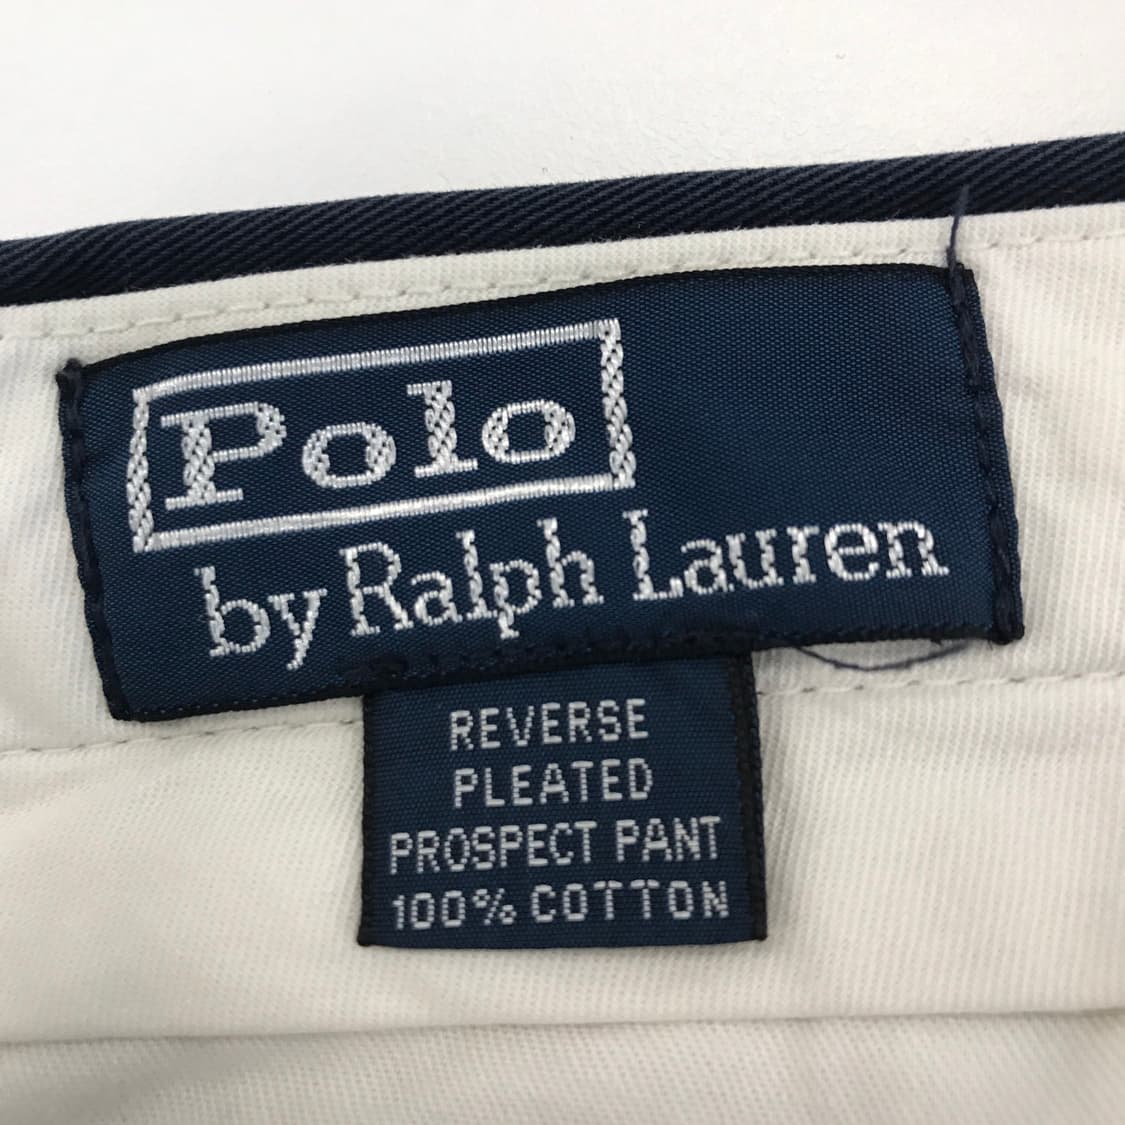 Polo
by Ralph Lauren
REVERSE
PLEATED
PROSPECT PANT
100% COTTON